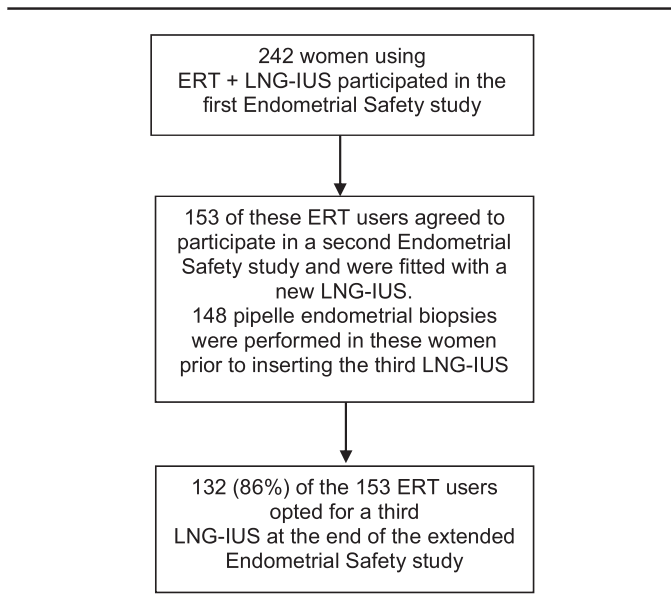 242 women using
ERT + LNG-IUS participated in the
first Endometrial Safety study
153 of these ERT users agreed to
participate in a second Endometrial
Safety study and were fitted with a
new LNG-IUS.
148 pipelle endometrial biopsies
were performed in these women
prior to inserting the third LNG-IUS
132 (86%) of the 153 ERT users
opted for a third
LNG-IUS at the end of the extended
Endometrial Safety study